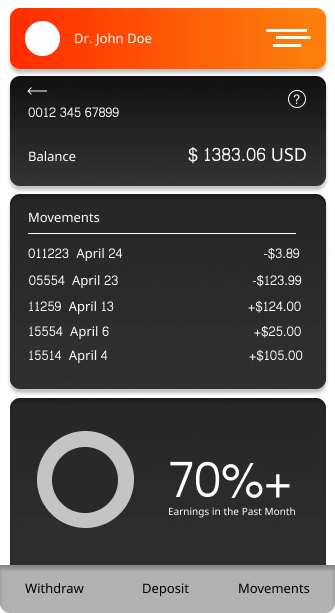 Dr. John Doe
0012 345 67899
?
Balance $ 1383.06 USD
Movements
011223 April 24 -$3.89
05554 April 23 -$123.99
11259 April 13 +$124.00
15554 April 6 +$25.00
15514 April 4 +$105.00
70%+
Earnings in the Past Month
Withdraw Deposit Movements